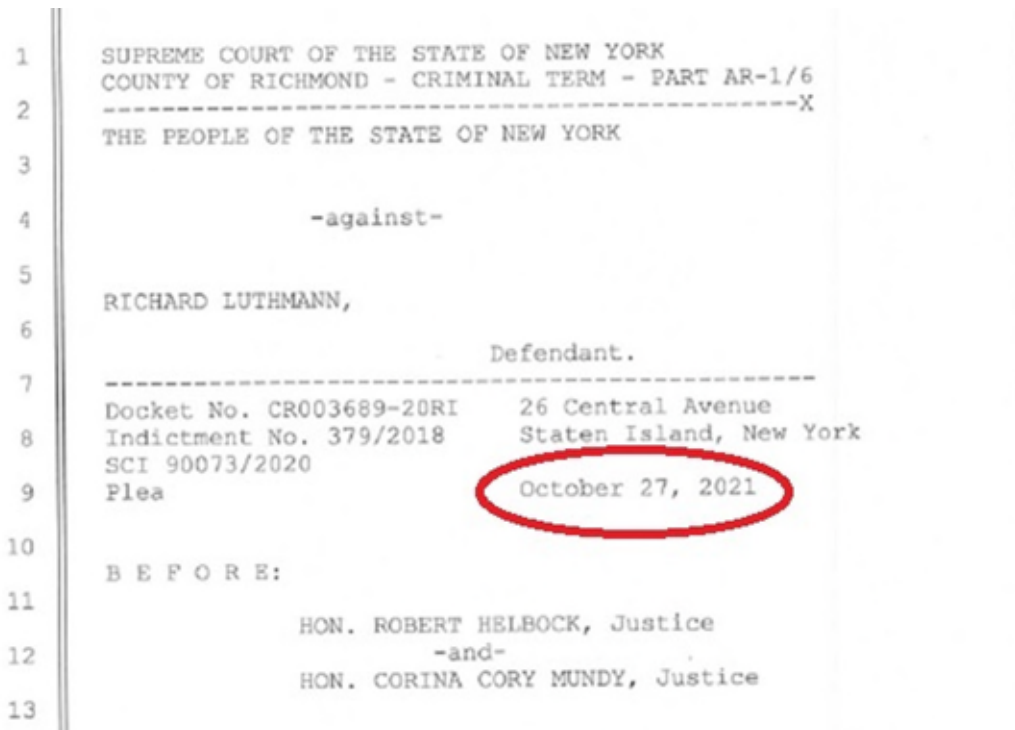 1 SUPREME COURT OF THE STATE OF NEW YORK
COUNTY OF RICHMOND - CRIMINAL TERM - PART AR-1/6
2 -----------------------------------------------X
THE PEOPLE OF THE STATE OF NEW YORK
3
4 -against-
5
RICHARD LUTHMANN,
6
Defendant.
7 ------------------------------------------------
Docket No. CR003689-20RI 26 Central Avenue
8 Indictment No. 379/2018 Staten Island, New York
SCI 90073/2020
9 Plea October 27, 2021
10
B E F O R E:
11
HON. ROBERT HELBOCK, Justice
12 -and-
HON. CORINA CORY MUNDY, Justice
13